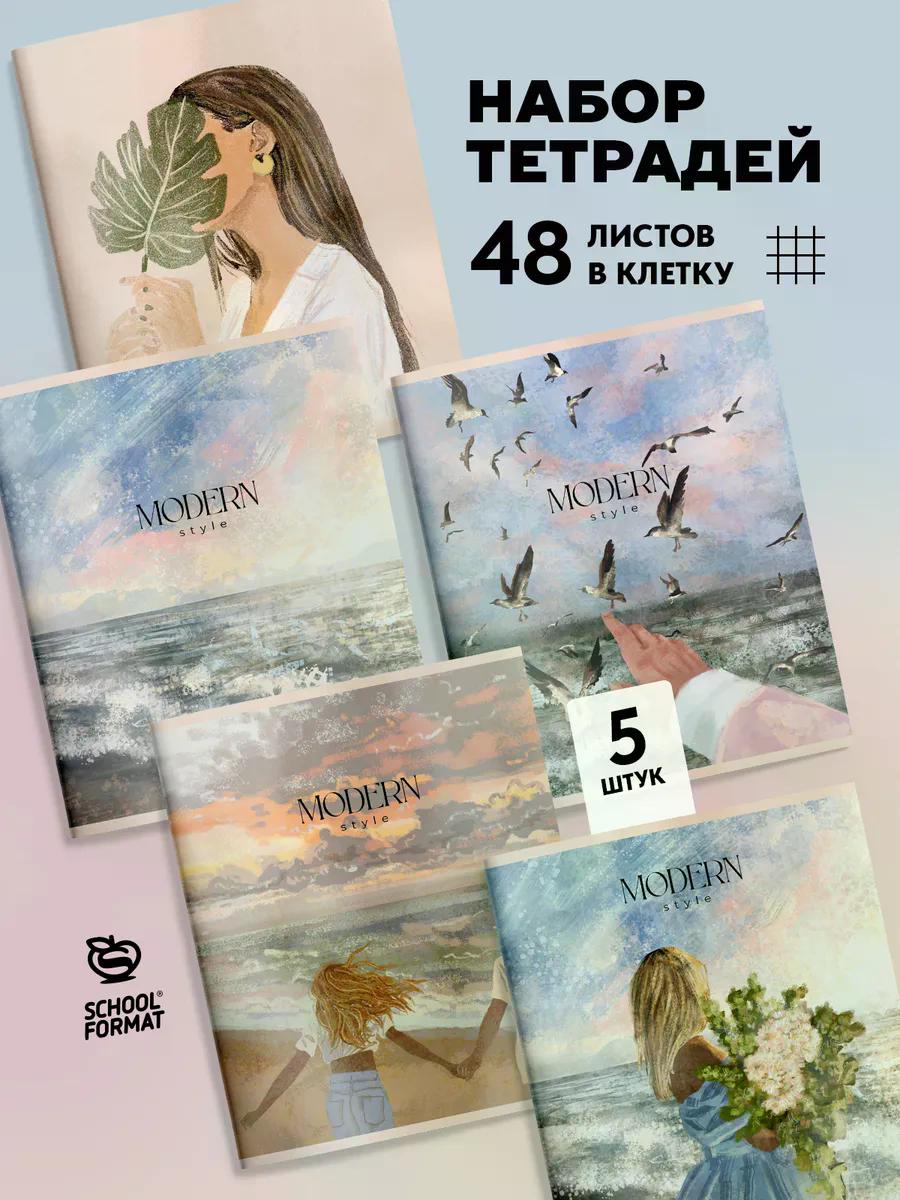 НАБОР
ТЕТРАДЕЙ
48 ЛИСТОВ
В КЛЕТКУ
MODERN
style
MODERN
style
5
ШТУК
MODERN
style
MODERN
style
SCHOOL®
FORMAT